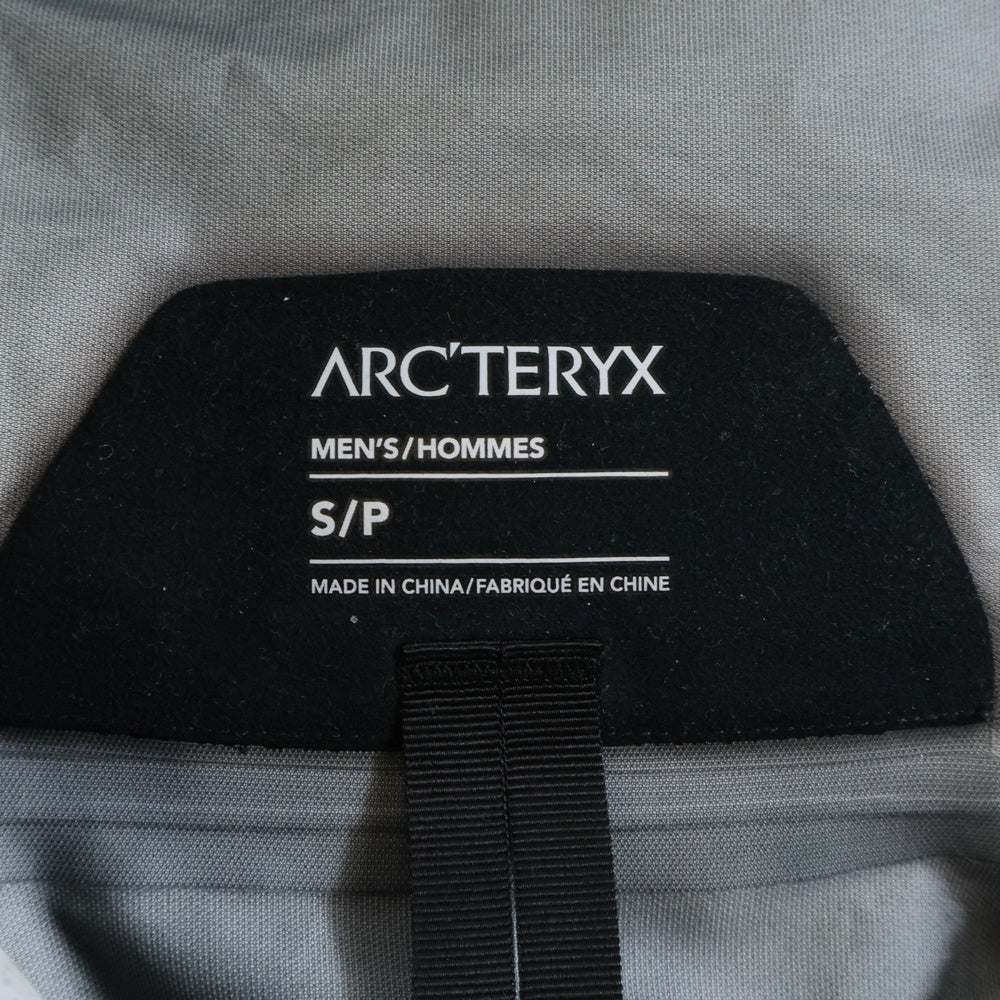 ARC'TERYX
MEN'S/HOMMES
S/P
MADE IN CHINA/FABRIQUÉ EN CHINE